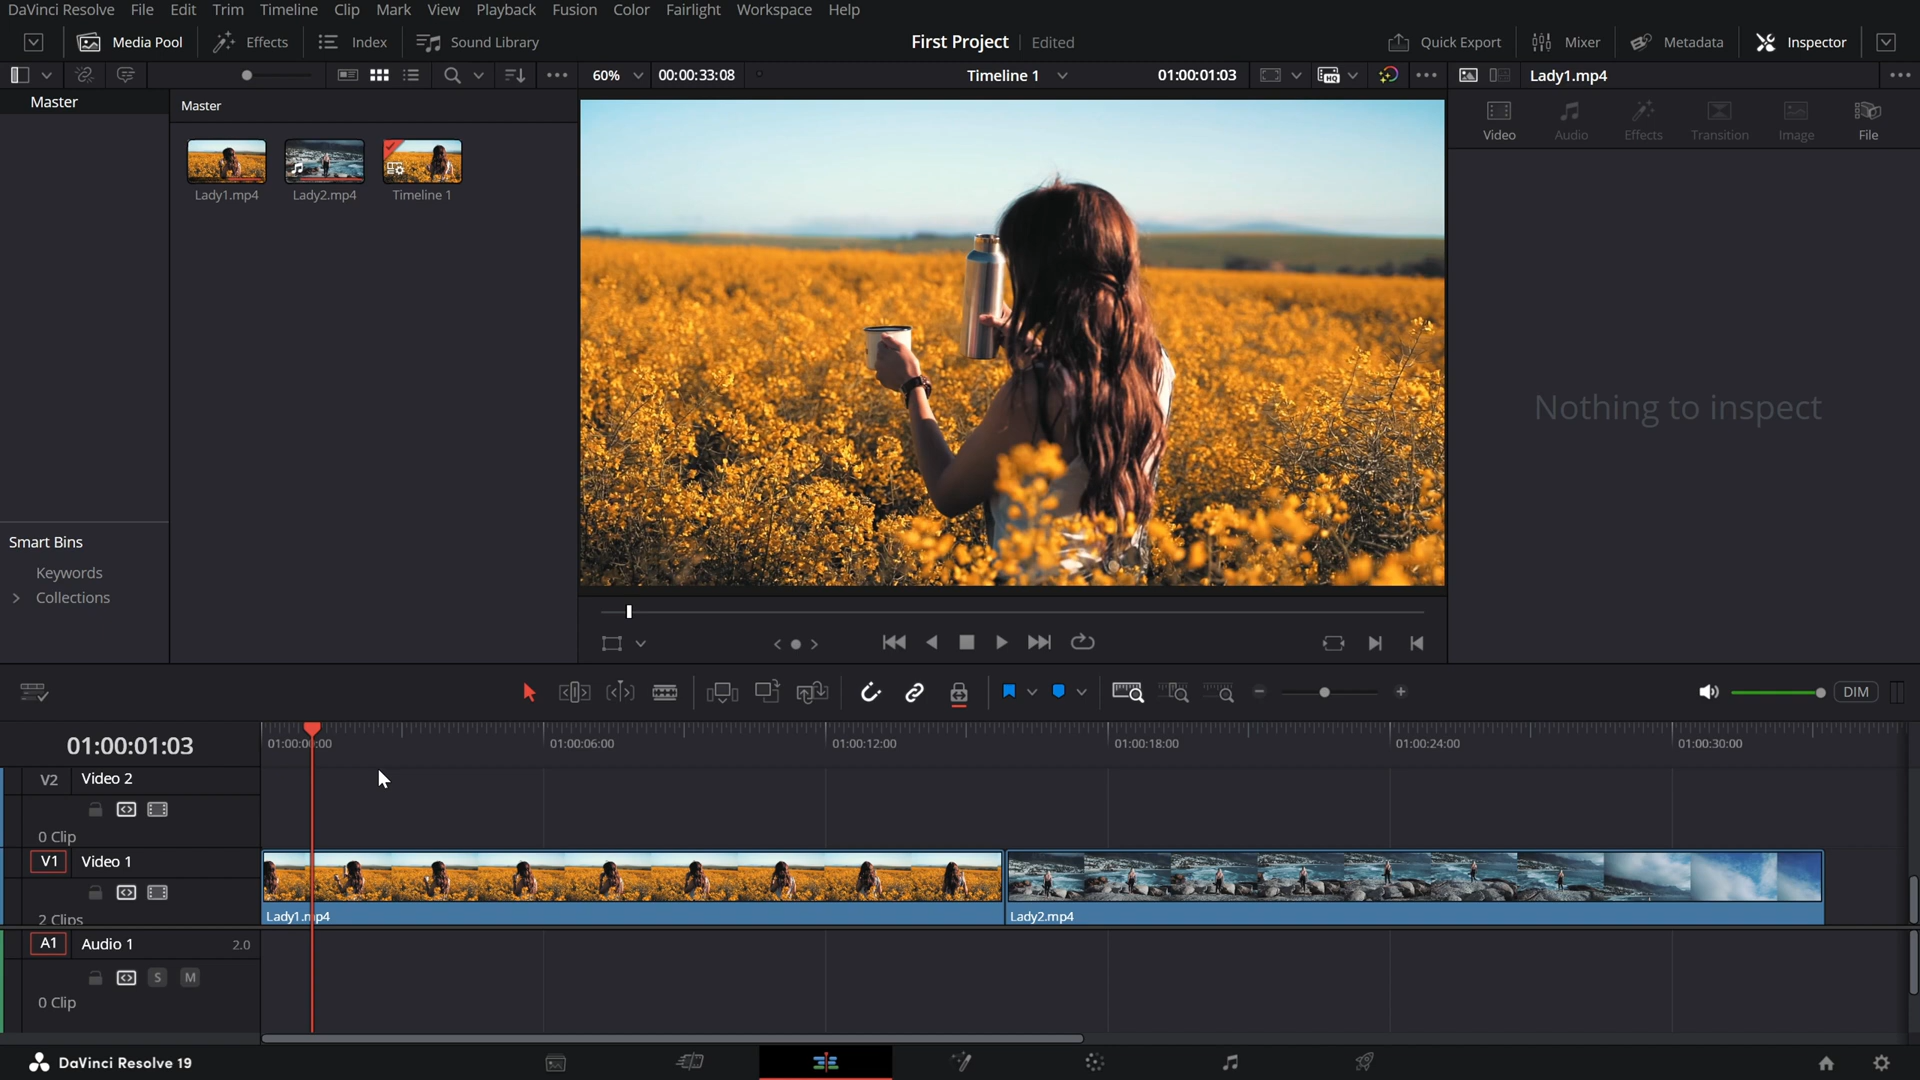 DaVinci Resolve File Edit Trim Timeline Clip Mark View Playback Fusion Color Fairlight Workspace Help
Media Pool Effects Index Sound Library First Project Edited Quick Export Mixer Metadata Inspector
60% 00:00:33:08 Timeline 1 01:00:01:03 HQ Lady1.mp4
Master Master
Video Audio Effects Transition Image File
Lady1.mp4 Lady2.mp4 Timeline 1
Nothing to inspect
Smart Bins
Keywords
Collections
DIM
01:00:01:03 01:00:00:00 01:00:06:00 01:00:12:00 01:00:18:00 01:00:24:00 01:00:30:00
V2 Video 2
0 Clip
V1 Video 1
2 Clips Lady1.mp4 Lady2.mp4
A1 Audio 1 2.0
S M
0 Clip
DaVinci Resolve 19